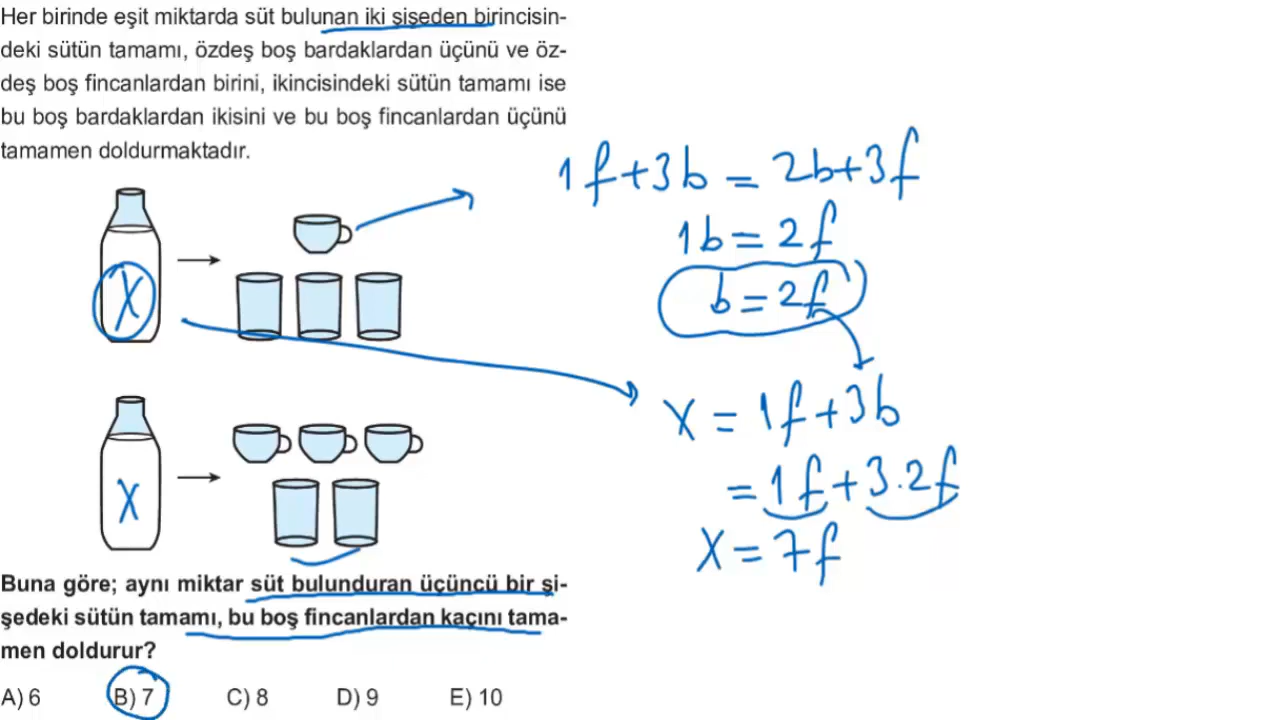 Her birinde eşit miktarda süt bulunan iki şişeden birincisin-
deki sütün tamamı, özdeş boş bardaklardan üçünü ve öz-
deş boş fincanlardan birini, ikincisindeki sütün tamamı ise
bu boş bardaklardan ikisini ve bu boş fincanlardan üçünü
tamamen doldurmaktadır.
1f+3b = 2b+3f
1b = 2f
b = 2f
X
X = 1f+3b
= 1f+3.2f
X = 7f
X
Buna göre; aynı miktar süt bulunduran üçüncü bir şi-
şedeki sütün tamamı, bu boş fincanlardan kaçını tama-
men doldurur?
A) 6 B) 7 C) 8 D) 9 E) 10